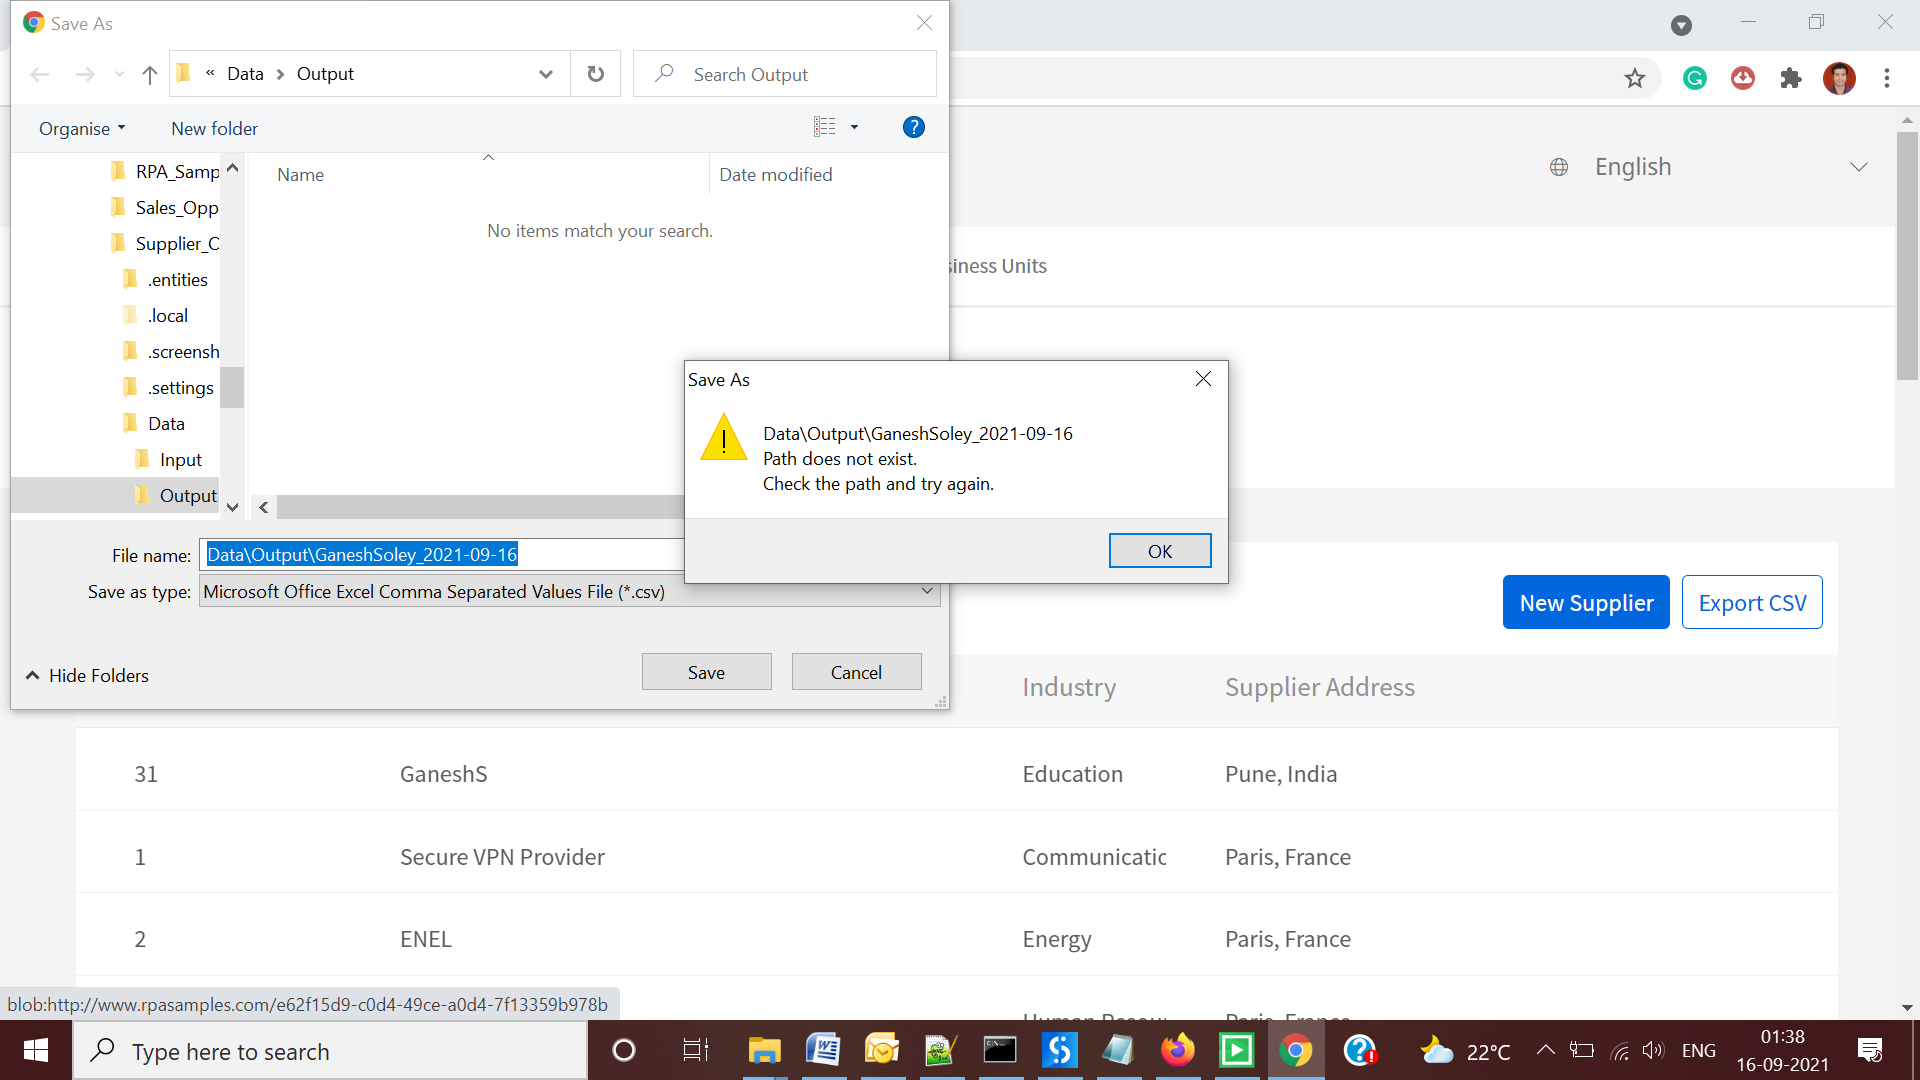 Save As
« Data > Output
Search Output
Organise
New folder
?
RPA_Samp
Sales_Opp
Supplier_C
.entities
.local
.screensh
.settings
Data
Input
Output
Name
Date modified
No items match your search.
English
siness Units
Save As
Data\Output\GaneshSoley_2021-09-16
Path does not exist.
Check the path and try again.
OK
File name: Data\Output\GaneshSoley_2021-09-16
Save as type: Microsoft Office Excel Comma Separated Values File (*.csv)
Hide Folders
Save
Cancel
New Supplier
Export CSV
Industry
Supplier Address
31 GaneshS Education Pune, India
1 Secure VPN Provider Communicatic Paris, France
2 ENEL Energy Paris, France
Human Resou Paris, France
blob:http://www.rpasamples.com/e62f15d9-c0d4-49ce-a0d4-7f13359b978b
Type here to search
22°C
ENG
01:38
16-09-2021